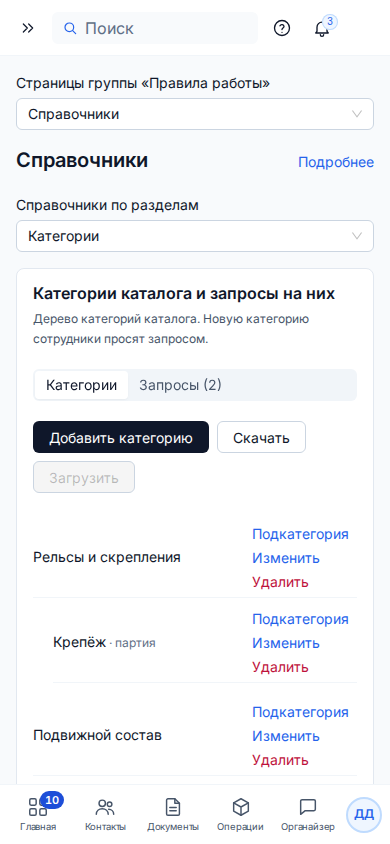 Поиск
3
Страницы группы «Правила работы»
Справочники
Справочники
Подробнее
Справочники по разделам
Категории
Категории каталога и запросы на них
Дерево категорий каталога. Новую категорию
сотрудники просят запросом.
Категории
Запросы (2)
Добавить категорию
Скачать
Загрузить
Рельсы и скрепления
Подкатегория
Изменить
Удалить
Крепёж · партия
Подкатегория
Изменить
Удалить
Подвижной состав
Подкатегория
Изменить
Удалить
10
Главная
Контакты
Документы
Операции
Органайзер
ДД